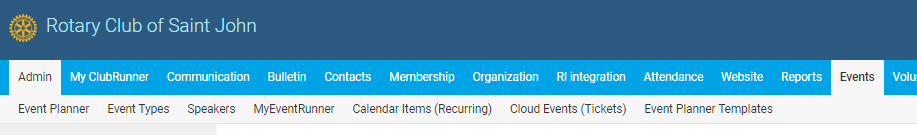 Rotary Club of Saint John
Admin My ClubRunner Communication Bulletin Contacts Membership Organization RI integration Attendance Website Reports Events
Event Planner Event Types Speakers MyEventRunner Calendar Items (Recurring) Cloud Events (Tickets) Event Planner Templates